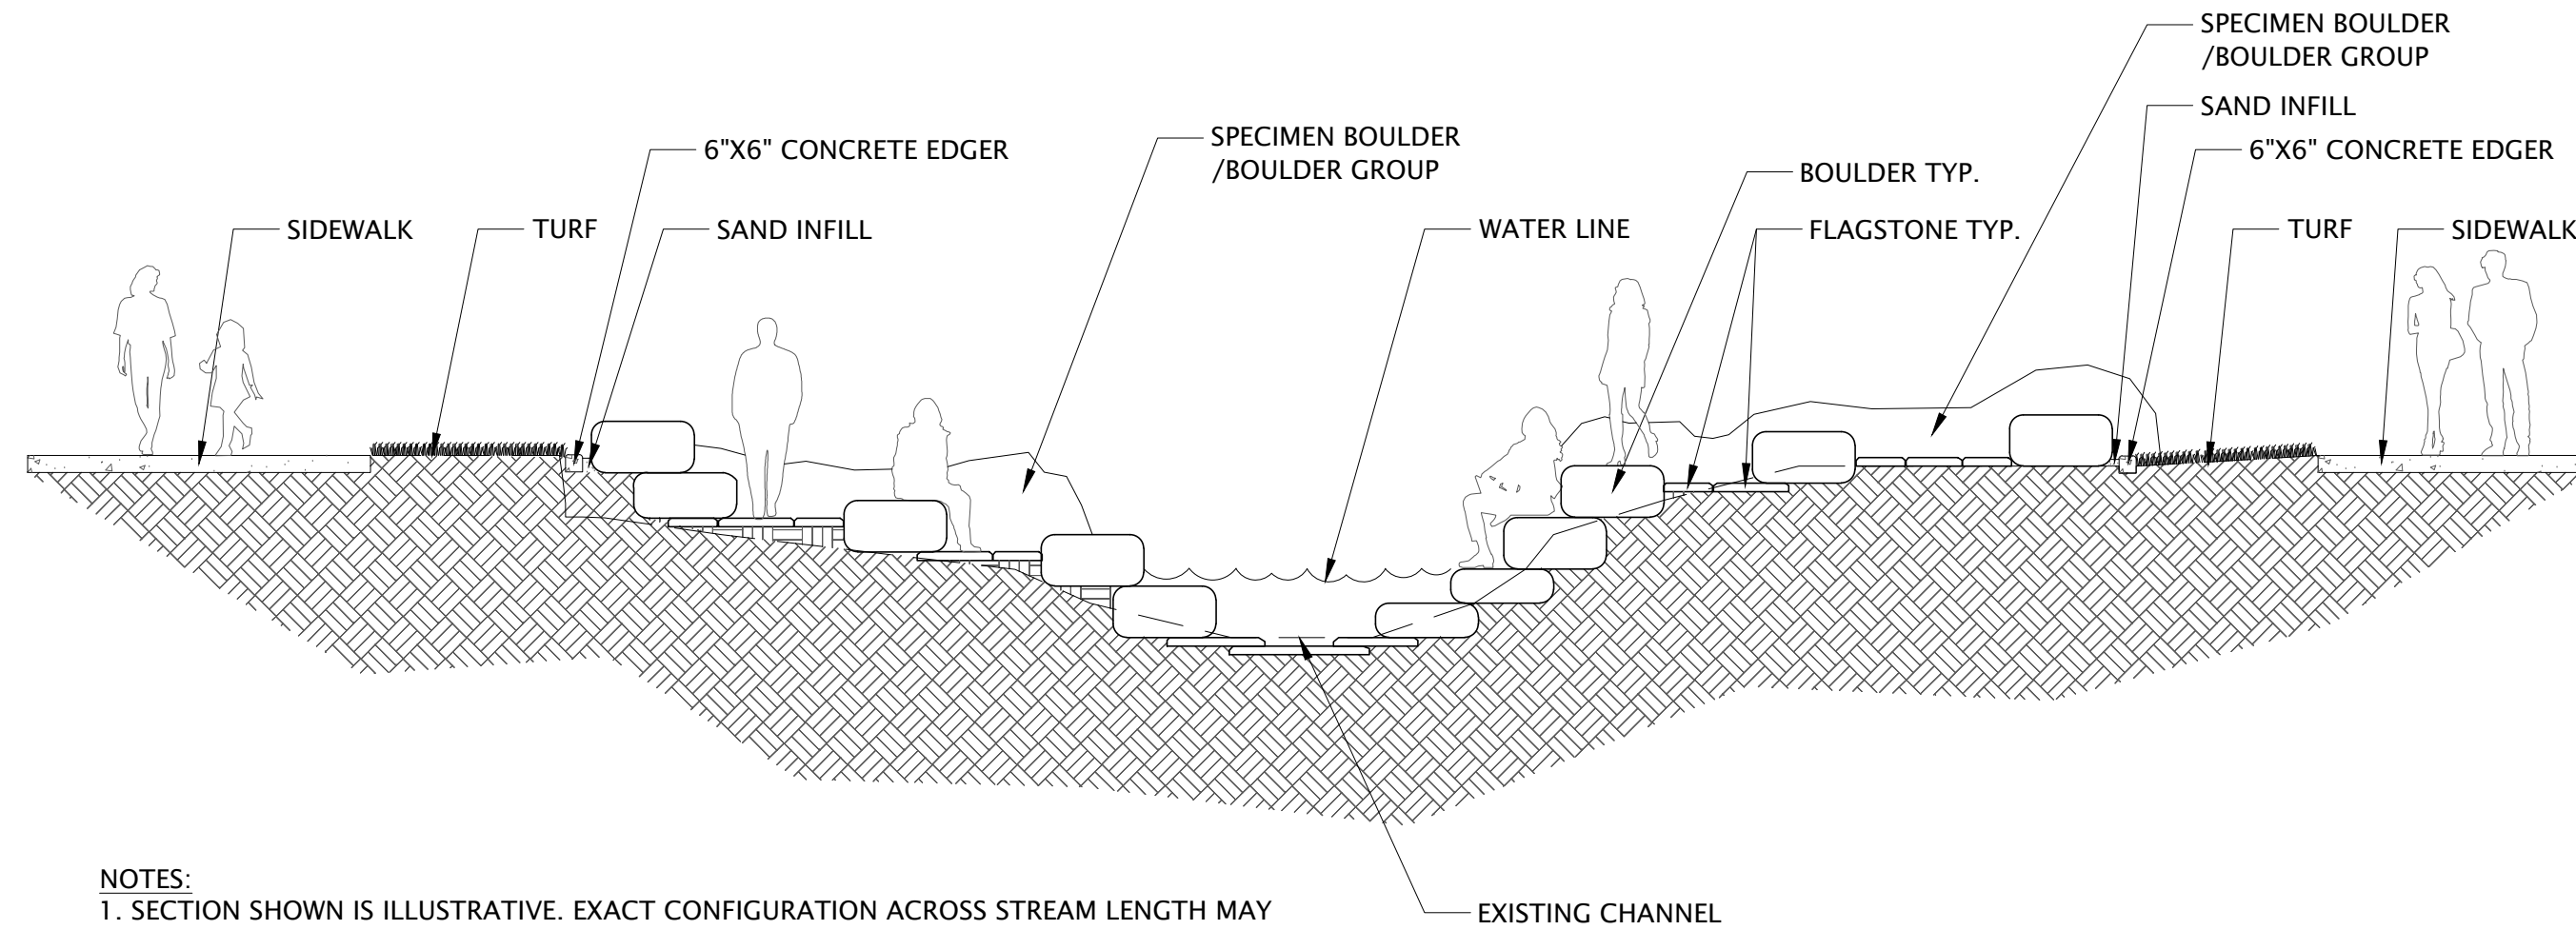 SPECIMEN BOULDER
/BOULDER GROUP
SAND INFILL
6"X6" CONCRETE EDGER
SPECIMEN BOULDER
/BOULDER GROUP
6"X6" CONCRETE EDGER
BOULDER TYP.
SIDEWALK
TURF
SAND INFILL
WATER LINE
FLAGSTONE TYP.
TURF
SIDEWALK
NOTES:
1. SECTION SHOWN IS ILLUSTRATIVE. EXACT CONFIGURATION ACROSS STREAM LENGTH MAY
EXISTING CHANNEL